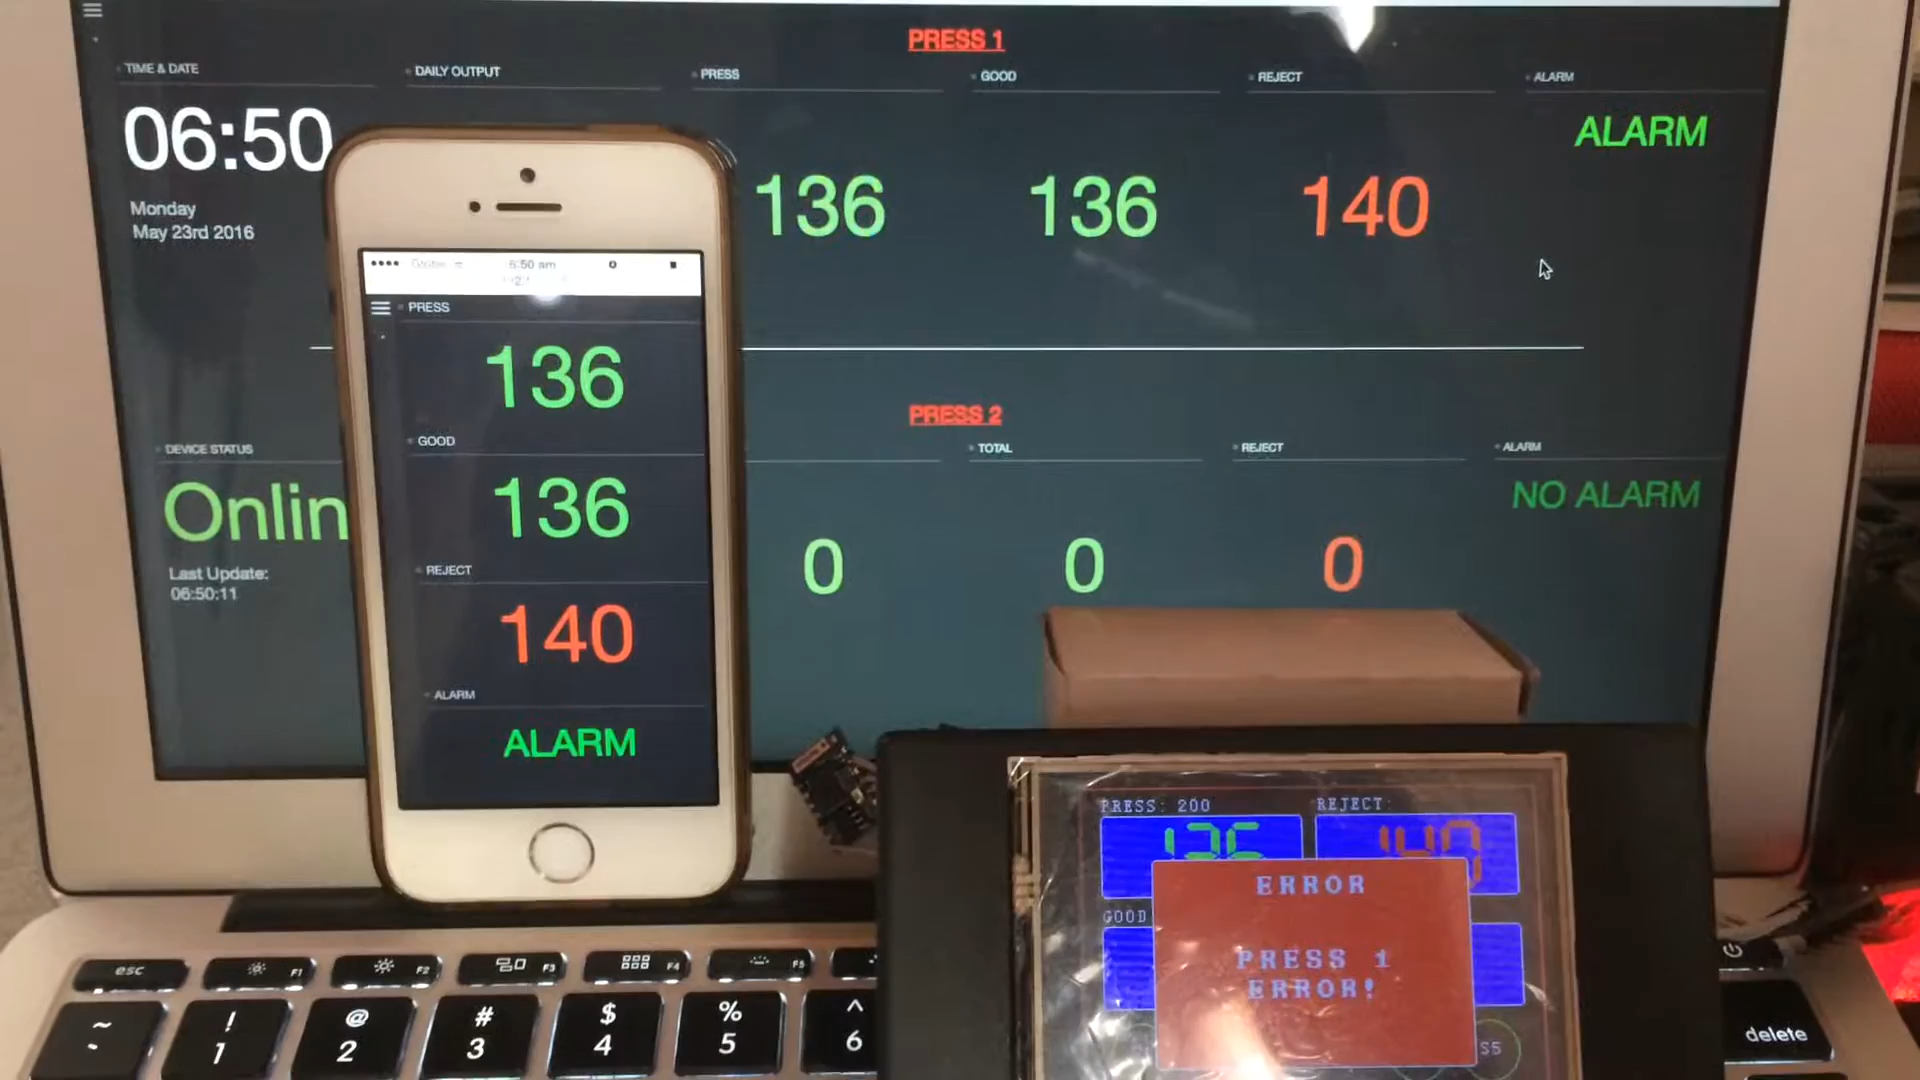 PRESS 1
TIME & DATE
DAILY OUTPUT
PRESS
GOOD
REJECT
ALARM
06:50
136
136
140
ALARM
Monday
May 23rd 2016
6:50 am
PRESS
136
GOOD
136
REJECT
140
ALARM
ALARM
PRESS 2
DEVICE STATUS
TOTAL
REJECT
ALARM
Onlin
0
0
0
NO ALARM
Last Update:
06:50:11
PRESS: 200
REJECT:
136
140
GOOD
ERROR
PRESS 1
ERROR!
S5
esc
F1
F2
F3
F4
F5
~
!
1
@
2
#
3
$
4
%
5
^
6
delete